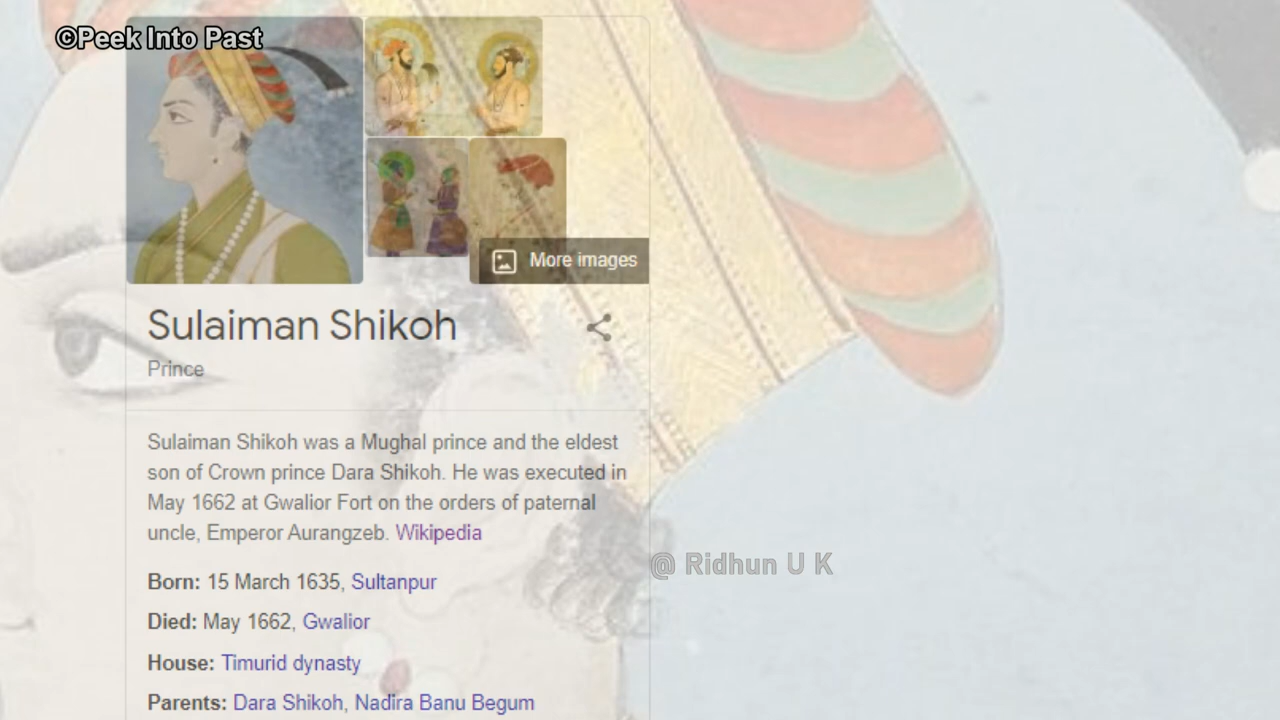 ©Peek Into Past
More images
Sulaiman Shikoh
Prince
Sulaiman Shikoh was a Mughal prince and the eldest
son of Crown prince Dara Shikoh. He was executed in
May 1662 at Gwalior Fort on the orders of paternal
uncle, Emperor Aurangzeb. Wikipedia
@ Ridhun U K
Born: 15 March 1635, Sultanpur
Died: May 1662, Gwalior
House: Timurid dynasty
Parents: Dara Shikoh, Nadira Banu Begum